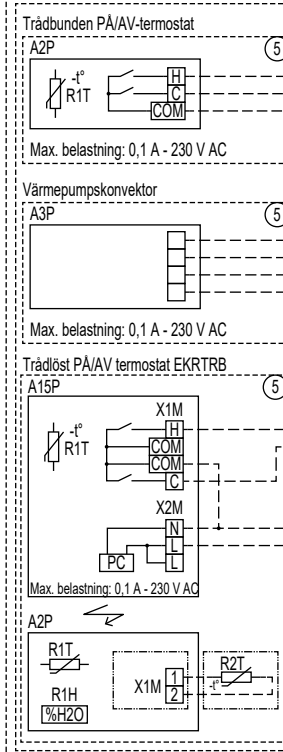 Trådbunden PÅ/AV-termostat
A2P
5
-t°
R1T
H
C
COM
Max. belastning: 0,1 A - 230 V AC
Värmepumpskonvektor
A3P
5
Max. belastning: 0,1 A - 230 V AC
Trådlöst PÅ/AV termostat EKRTRB
A15P
5
X1M
-t°
R1T
H
COM
COM
C
X2M
N
L
L
PC
Max. belastning: 0,1 A - 230 V AC
A2P
R1T
R1H
%H2O
X1M
1
2
R2T
-t°